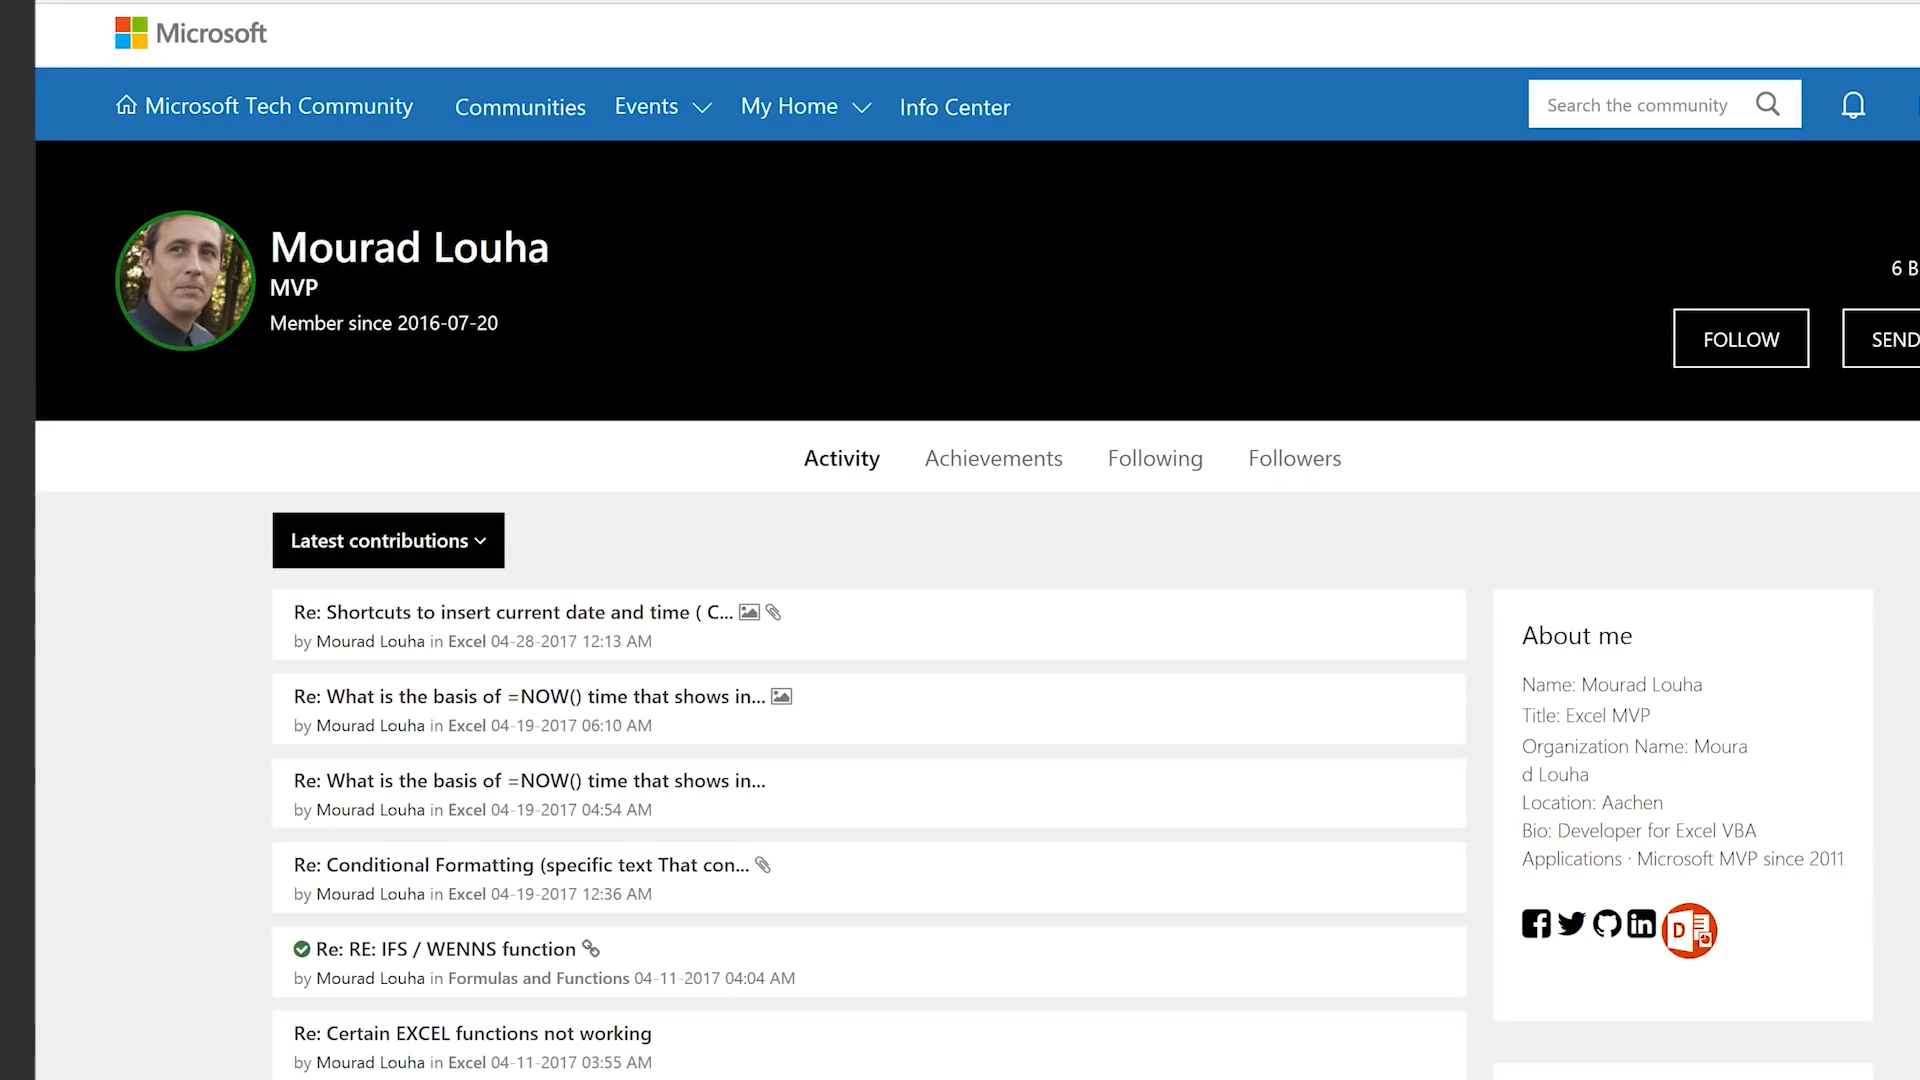 Microsoft
Microsoft Tech Community Communities Events My Home Info Center Search the community
Mourad Louha
MVP
Member since 2016-07-20
6 B
FOLLOW SEND
Activity Achievements Following Followers
Latest contributions
Re: Shortcuts to insert current date and time ( C...
by Mourad Louha in Excel 04-28-2017 12:13 AM
Re: What is the basis of =NOW() time that shows in...
by Mourad Louha in Excel 04-19-2017 06:10 AM
Re: What is the basis of =NOW() time that shows in...
by Mourad Louha in Excel 04-19-2017 04:54 AM
Re: Conditional Formatting (specific text That con...
by Mourad Louha in Excel 04-19-2017 12:36 AM
Re: RE: IFS / WENNS function
by Mourad Louha in Formulas and Functions 04-11-2017 04:04 AM
Re: Certain EXCEL functions not working
by Mourad Louha in Excel 04-11-2017 03:55 AM
About me
Name: Mourad Louha
Title: Excel MVP
Organization Name: Moura
d Louha
Location: Aachen
Bio: Developer for Excel VBA
Applications · Microsoft MVP since 2011
D